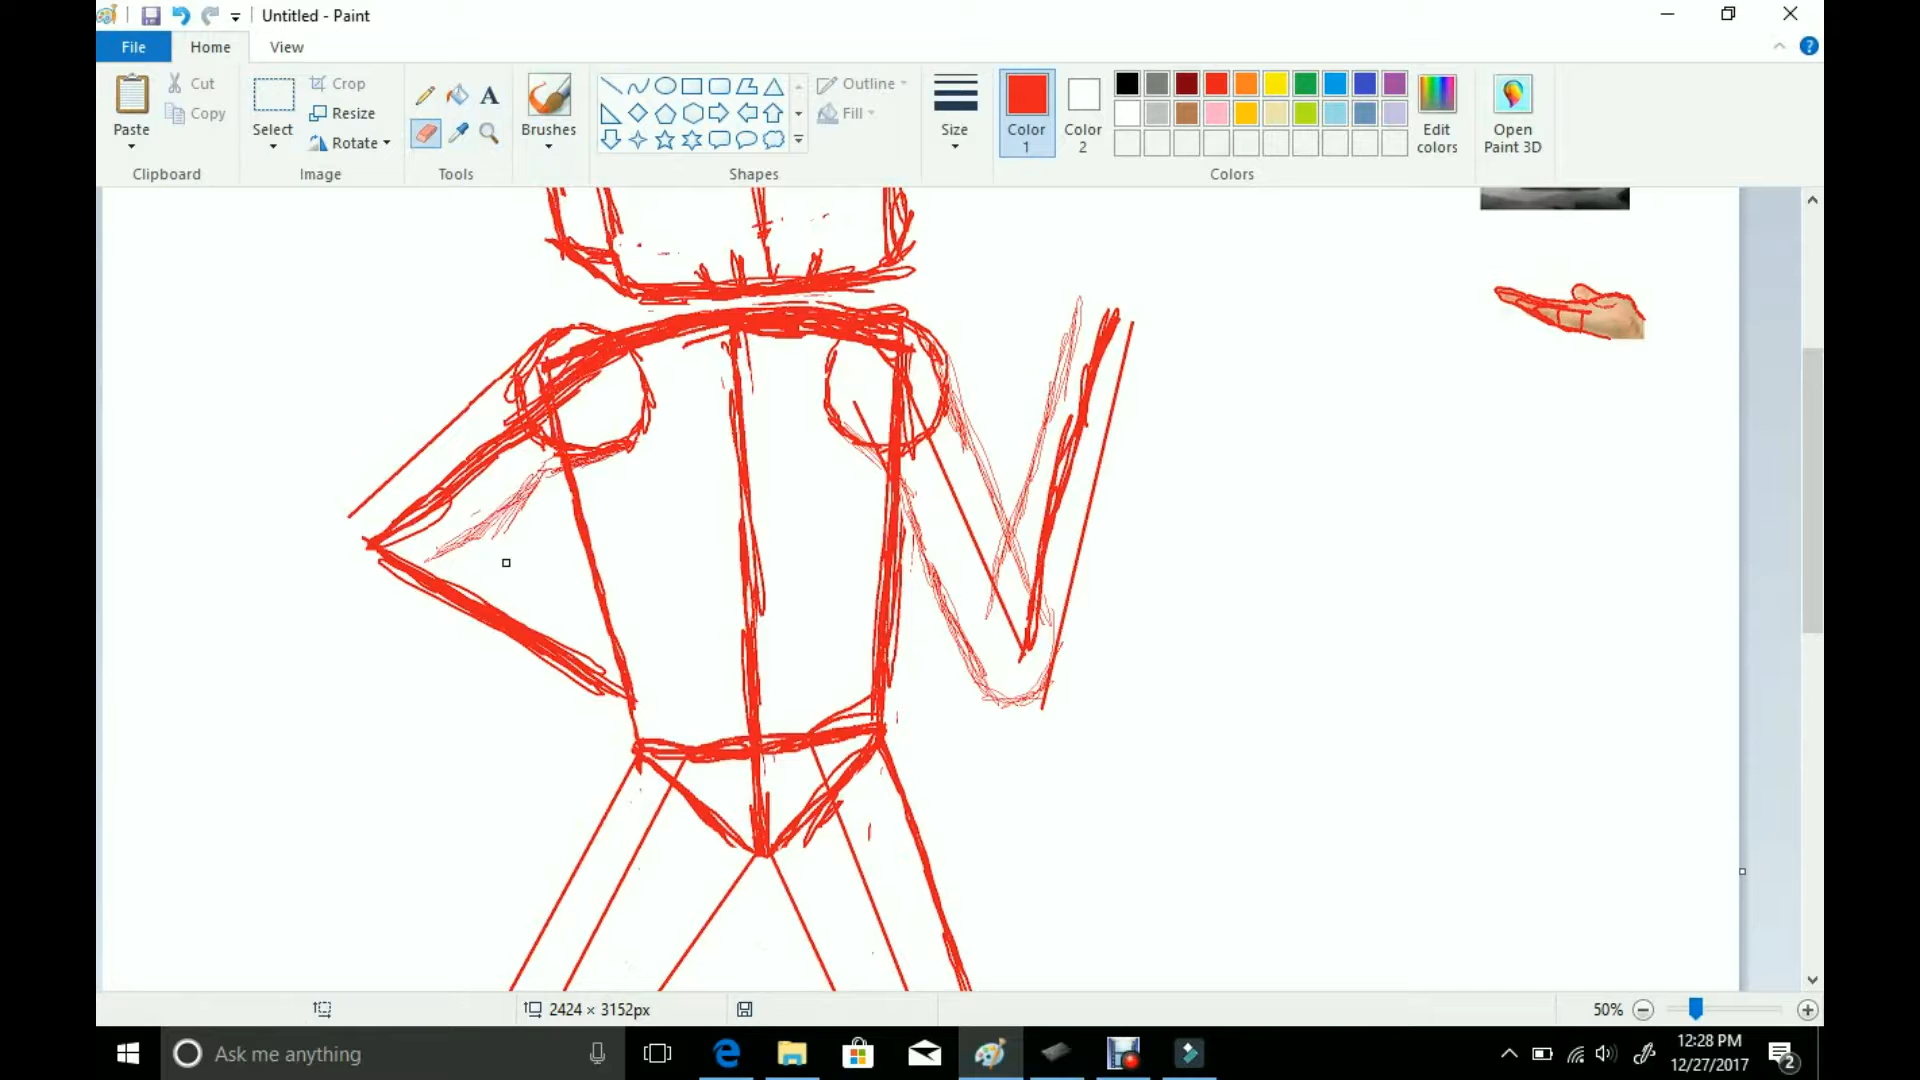 Untitled - Paint
File
Home
View
Paste
Cut
Copy
Clipboard
Select
Crop
Resize
Rotate
Image
A
Tools
Brushes
Shapes
Outline
Fill
Size
Color
1
Color
2
Colors
Edit
colors
Open
Paint 3D
2424 × 3152px
50%
Ask me anything
12:28 PM
12/27/2017
2